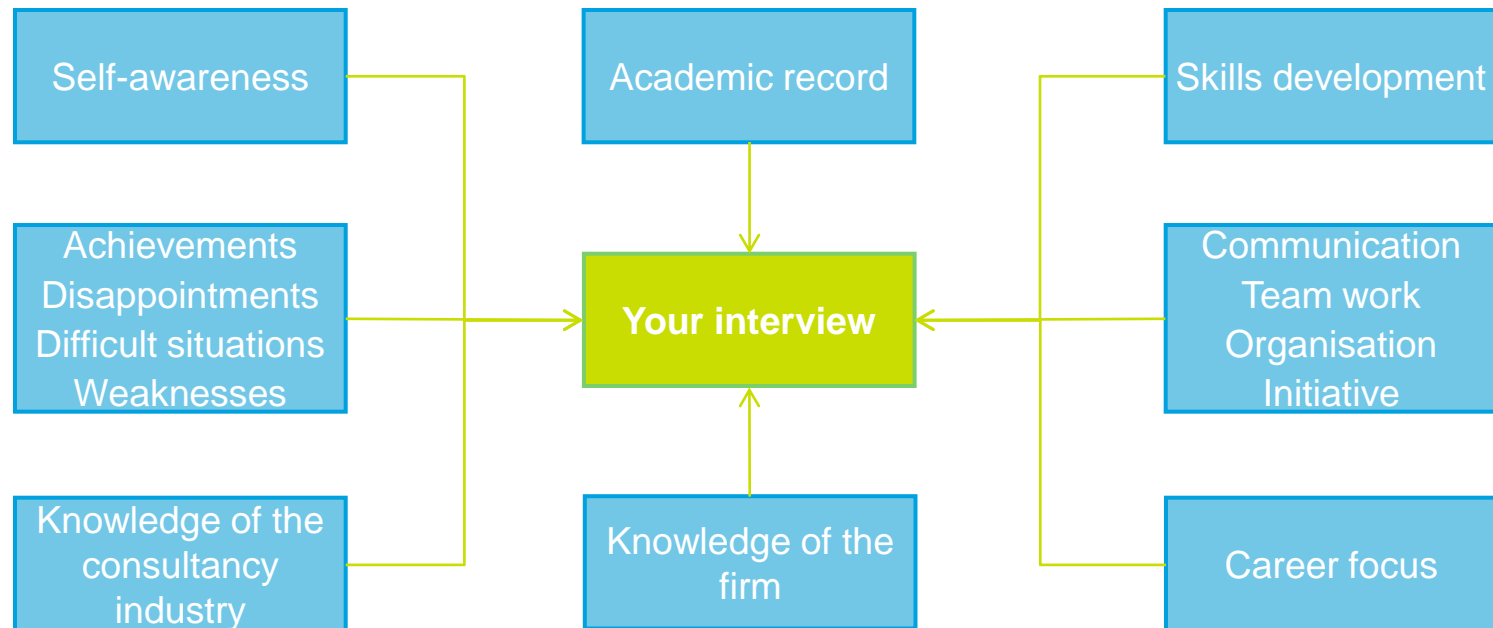 Self-awareness
Academic record
Skills development
Achievements
Disappointments
Difficult situations
Weaknesses
Your interview
Communication
Team work
Organisation
Initiative
Knowledge of the
consultancy
industry
Knowledge of the
firm
Career focus